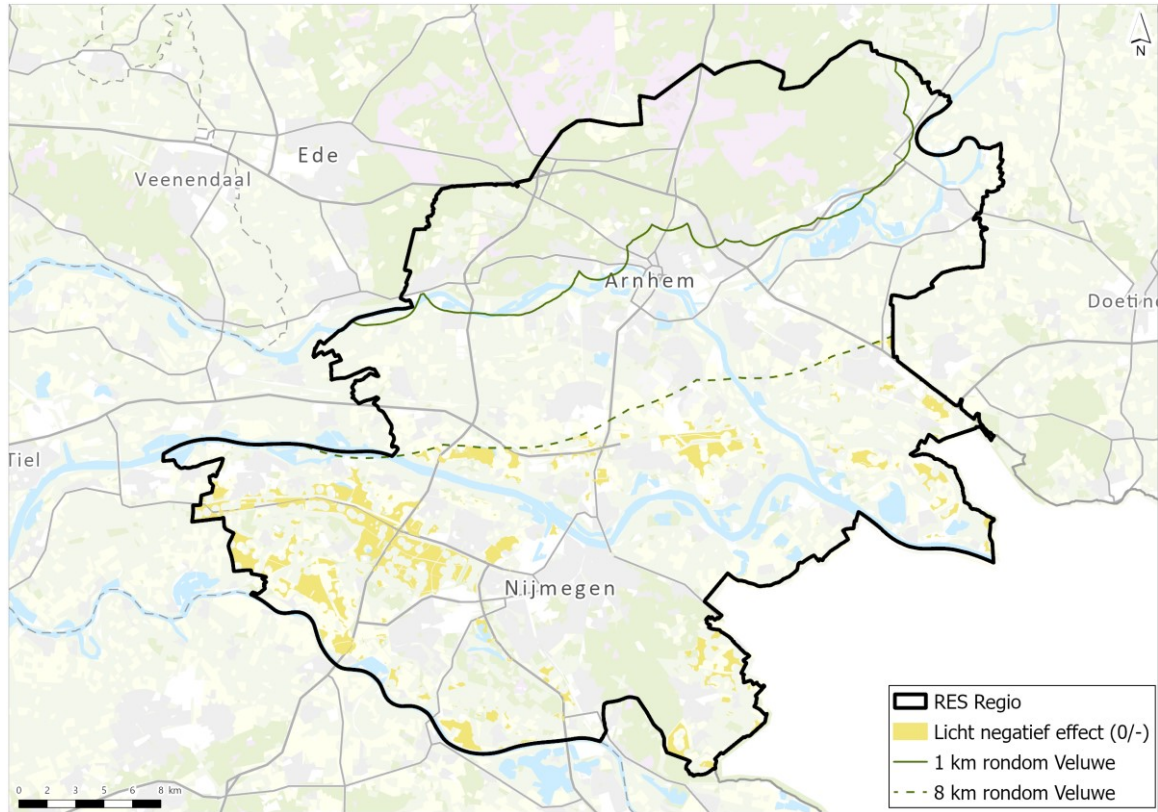 N
Ede
Veenendaal
Arnhem
Doetinc
Tiel
Nijmegen
RES Regio
Licht negatief effect (0/-)
1 km rondom Veluwe
8 km rondom Veluwe
0 2 3 5 6 8 km